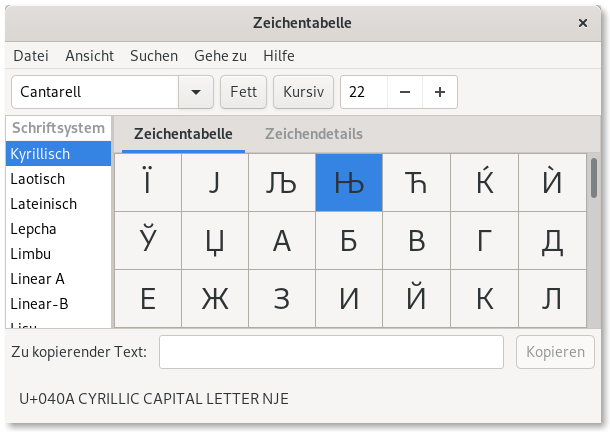 Zeichentabelle ×
Datei Ansicht Suchen Gehe zu Hilfe
Cantarell Fett Kursiv 22 − +
Schriftsystem
Kyrillisch
Laotisch
Lateinisch
Lepcha
Limbu
Linear A
Linear-B
Lisu
Zeichentabelle Zeichendetails
Ї Ј Љ Њ Ћ Ќ Ѝ
Ў Џ А Б В Г Д
Е Ж З И Й К Л
Zu kopierender Text: Kopieren
U+040A CYRILLIC CAPITAL LETTER NJE